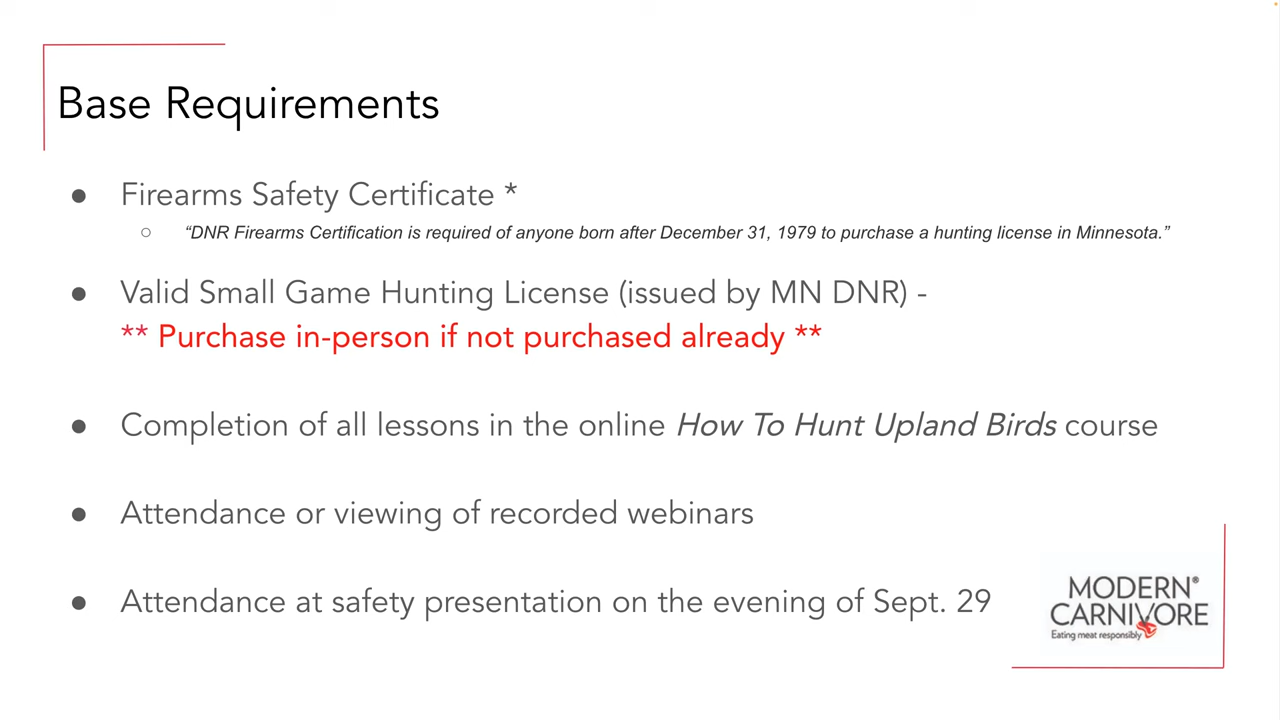 Base Requirements
● Firearms Safety Certificate *
○ “DNR Firearms Certification is required of anyone born after December 31, 1979 to purchase a hunting license in Minnesota.”
● Valid Small Game Hunting License (issued by MN DNR) -
** Purchase in-person if not purchased already **
● Completion of all lessons in the online How To Hunt Upland Birds course
● Attendance or viewing of recorded webinars
● Attendance at safety presentation on the evening of Sept. 29
MODERN®
CARNIVORE
Eating meat responsibly